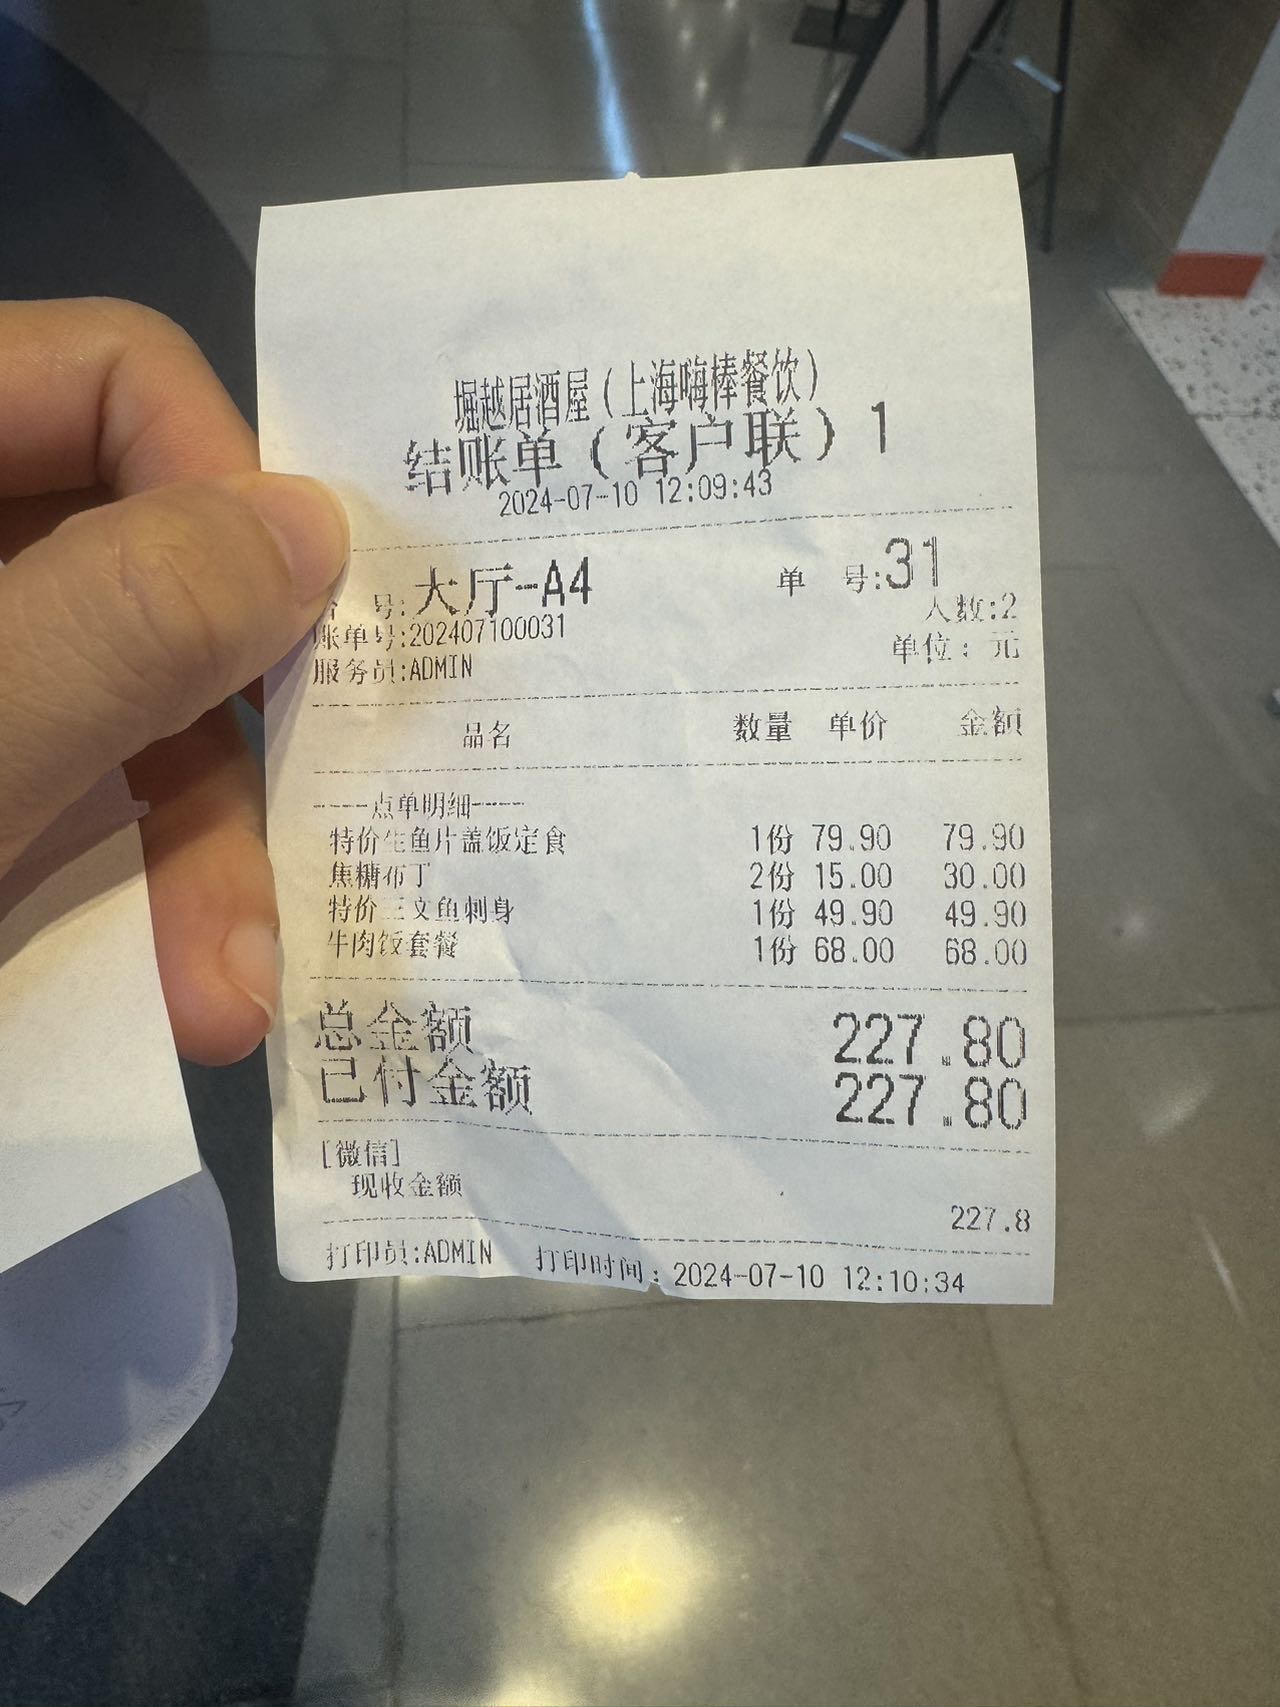 堀越居酒屋（上海嗨棒餐饮）
结账单（客户联）1
2024-07-10 12:09:43
台 号:大厅-A4 单 号:31
人数:2
账单号:202407100031
单位：元
服务员:ADMIN
品名 数量 单价 金额
----点单明细----
特价生鱼片盖饭定食 1份 79.90 79.90
焦糖布丁 2份 15.00 30.00
特价三文鱼刺身 1份 49.90 49.90
牛肉饭套餐 1份 68.00 68.00
总金额 227.80
已付金额 227.80
[微信]
现收金额
227.8
打印员:ADMIN 打印时间：2024-07-10 12:10:34